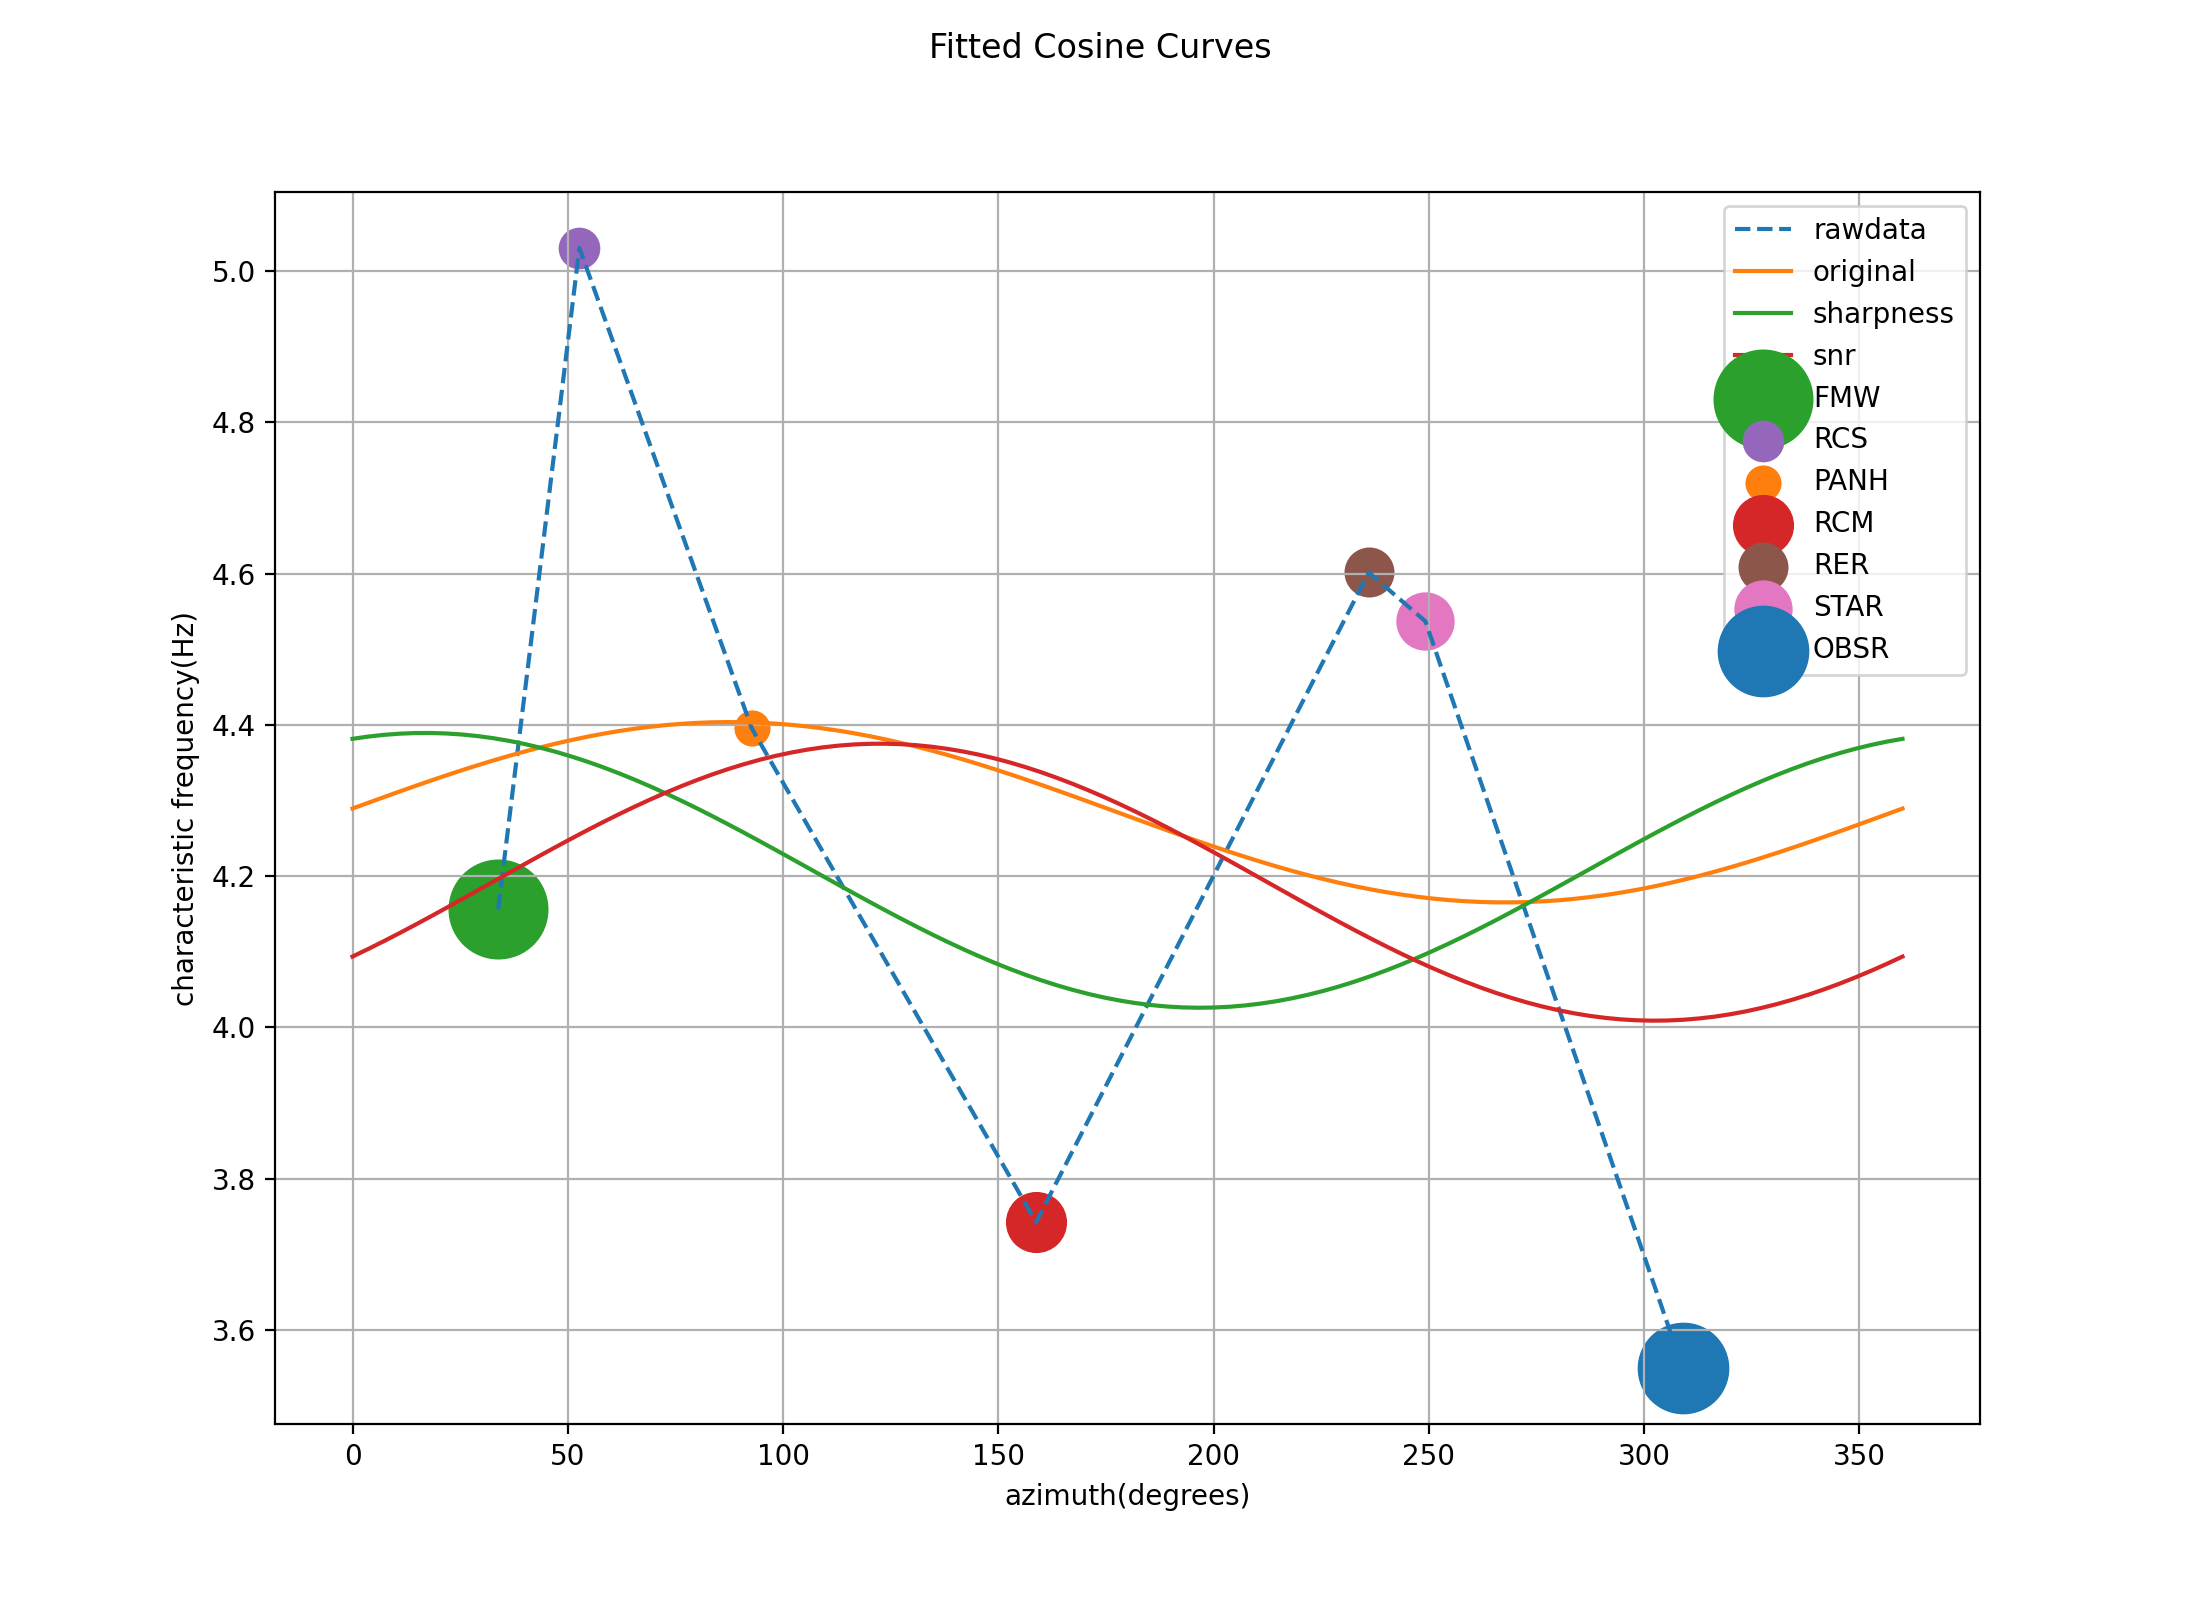 Fitted Cosine Curves
rawdata
original
sharpness
snr
FMW
RCS
PANH
RCM
RER
STAR
OBSR
characteristic frequency(Hz)
5.0
4.8
4.6
4.4
4.2
4.0
3.8
3.6
0 50 100 150 200 250 300 350
azimuth(degrees)